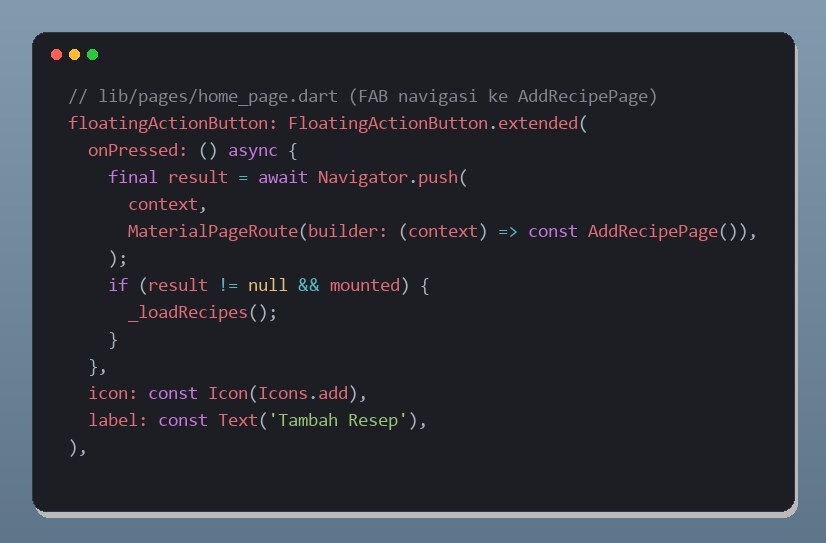 // lib/pages/home_page.dart (FAB navigasi ke AddRecipePage)
floatingActionButton: FloatingActionButton.extended(
  onPressed: () async {
    final result = await Navigator.push(
      context,
      MaterialPageRoute(builder: (context) => const AddRecipePage()),
    );
    if (result != null && mounted) {
      _loadRecipes();
    }
  },
  icon: const Icon(Icons.add),
  label: const Text('Tambah Resep'),
),